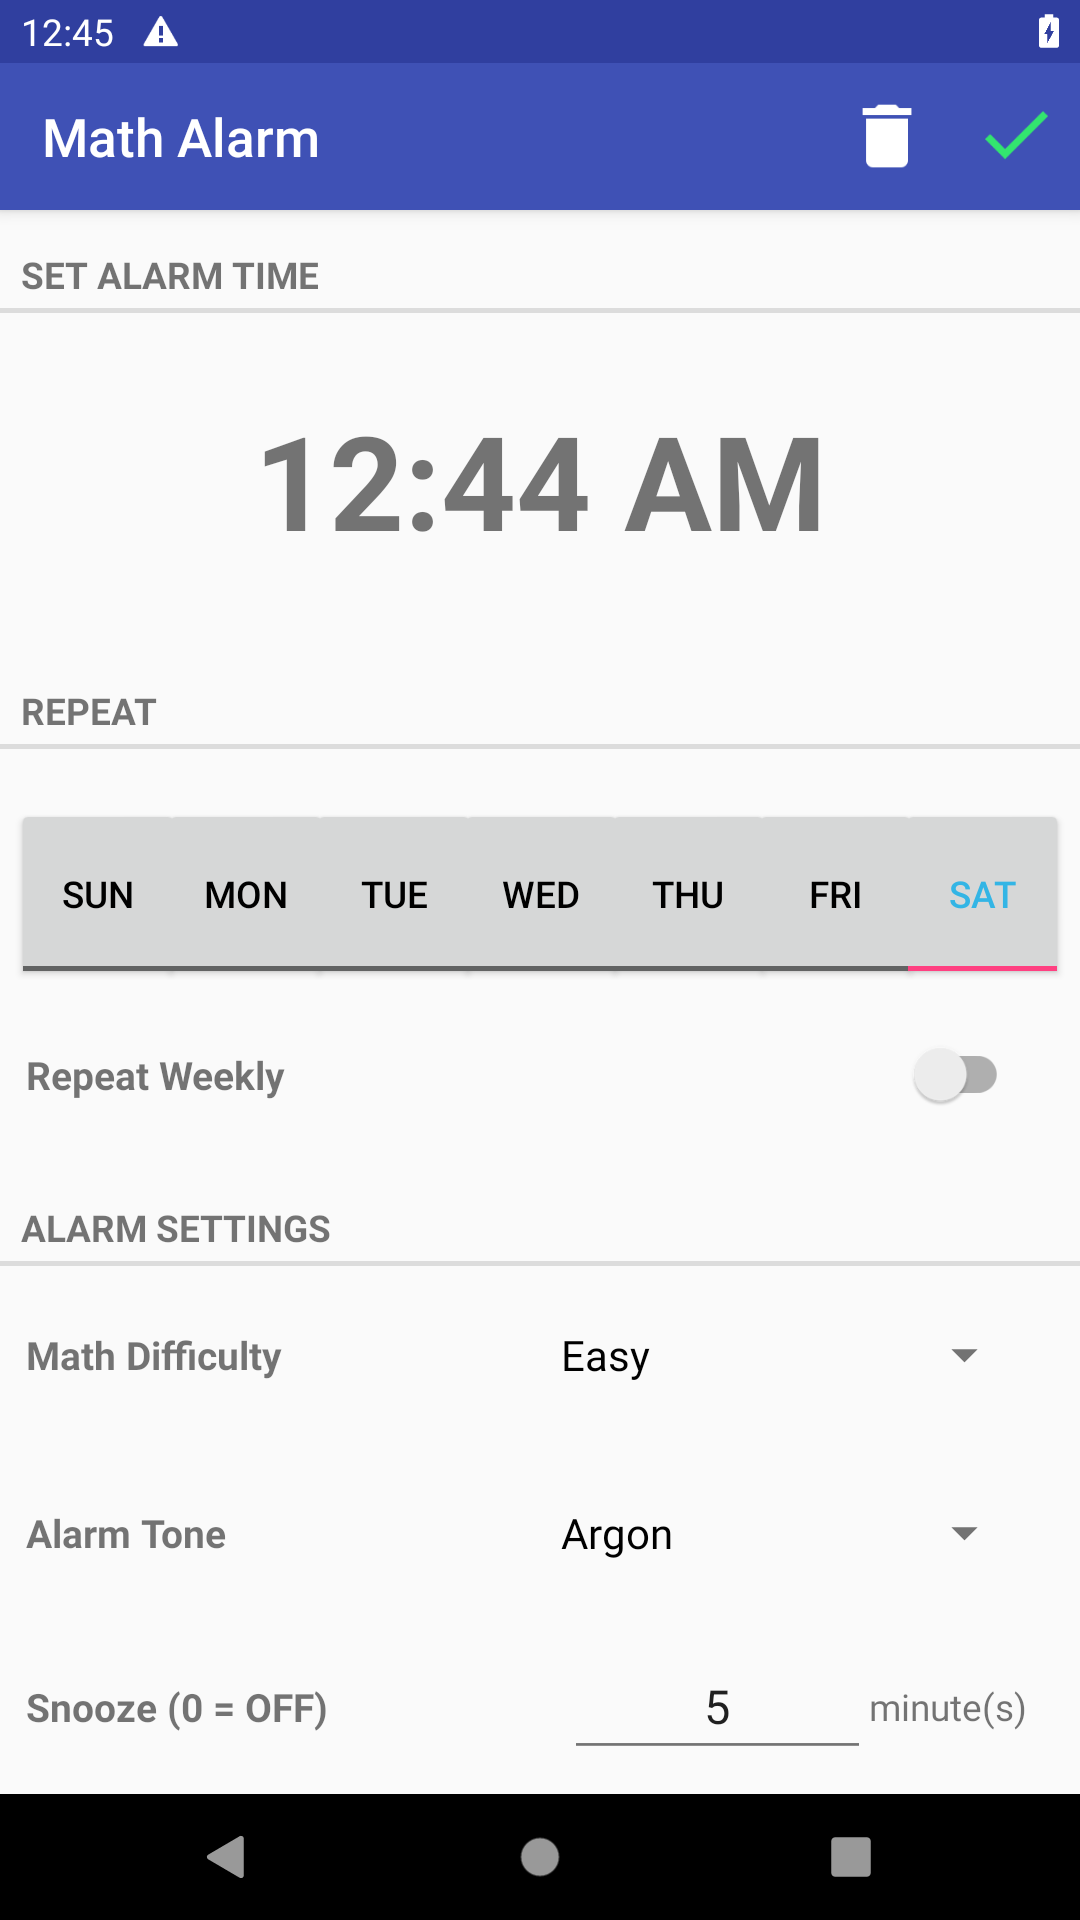 12:45
Math Alarm
SET ALARM TIME
12:44 AM
REPEAT
SUN MON TUE WED THU FRI SAT
Repeat Weekly
ALARM SETTINGS
Math Difficulty Easy
Alarm Tone Argon
Snooze (0 = OFF) 5 minute(s)